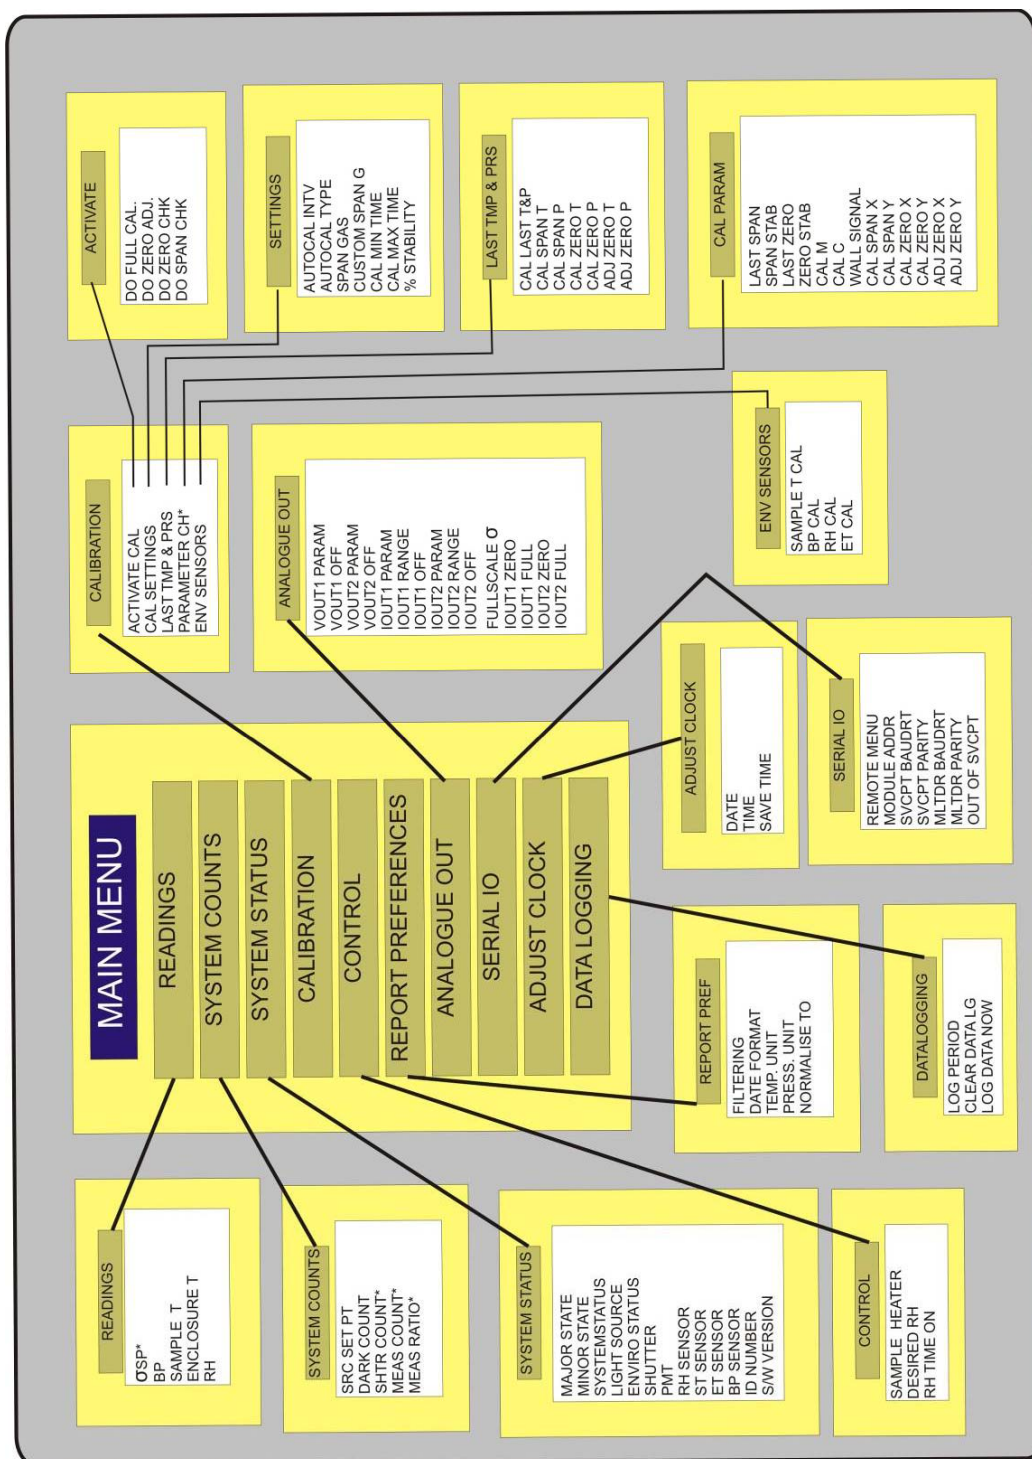 MAIN MENU
READINGS
SYSTEM COUNTS
SYSTEM STATUS
CALIBRATION
CONTROL
REPORT PREFERENCES
ANALOGUE OUT
SERIAL IO
ADJUST CLOCK
DATA LOGGING
READINGS
σSP*
BP
SAMPLE T
ENCLOSURE T
RH
SYSTEM COUNTS
SRC SET PT
DARK COUNT
SHTR COUNT*
MEAS COUNT*
MEAS RATIO*
SYSTEM STATUS
MAJOR STATE
MINOR STATE
SYSTEMSTATUS
LIGHT SOURCE
ENVIRO STATUS
SHUTTER
PMT
RH SENSOR
ST SENSOR
ET SENSOR
BP SENSOR
ID NUMBER
S/W VERSION
CONTROL
SAMPLE HEATER
DESIRED RH
RH TIME ON
CALIBRATION
ACTIVATE CAL
CAL SETTINGS
LAST TMP & PRS
PARAMETER CH*
ENV SENSORS
ACTIVATE
DO FULL CAL.
DO ZERO ADJ.
DO ZERO CHK
DO SPAN CHK
SETTINGS
AUTOCAL INTV
AUTOCAL TYPE
SPAN GAS
CUSTOM SPAN G
CAL MIN TIME
CAL MAX TIME
% STABILITY
LAST TMP & PRS
CAL LAST T&P
CAL SPAN T
CAL SPAN P
CAL ZERO T
CAL ZERO P
ADJ ZERO T
ADJ ZERO P
CAL PARAM
LAST SPAN
SPAN STAB
LAST ZERO
ZERO STAB
CAL M
CAL C
WALL SIGNAL
CAL SPAN X
CAL SPAN Y
CAL ZERO X
CAL ZERO Y
ADJ ZERO X
ADJ ZERO Y
ENV SENSORS
SAMPLE T CAL
BP CAL
RH CAL
ET CAL
ANALOGUE OUT
VOUT1 PARAM
VOUT1 OFF
VOUT2 PARAM
VOUT2 OFF
IOUT1 PARAM
IOUT1 RANGE
IOUT1 OFF
IOUT2 PARAM
IOUT2 RANGE
IOUT2 OFF
FULLSCALE σ
IOUT1 ZERO
IOUT1 FULL
IOUT2 ZERO
IOUT2 FULL
REPORT PREF
FILTERING
DATE FORMAT
TEMP. UNIT
PRESS. UNIT
NORMALISE TO
ADJUST CLOCK
DATE
TIME
SAVE TIME
SERIAL IO
REMOTE MENU
MODULE ADDR
SVCPT BAUDRT
SVCPT PARITY
MLTDR BAUDRT
MLTDR PARITY
OUT OF SVCPT
DATALOGGING
LOG PERIOD
CLEAR DATA LG
LOG DATA NOW